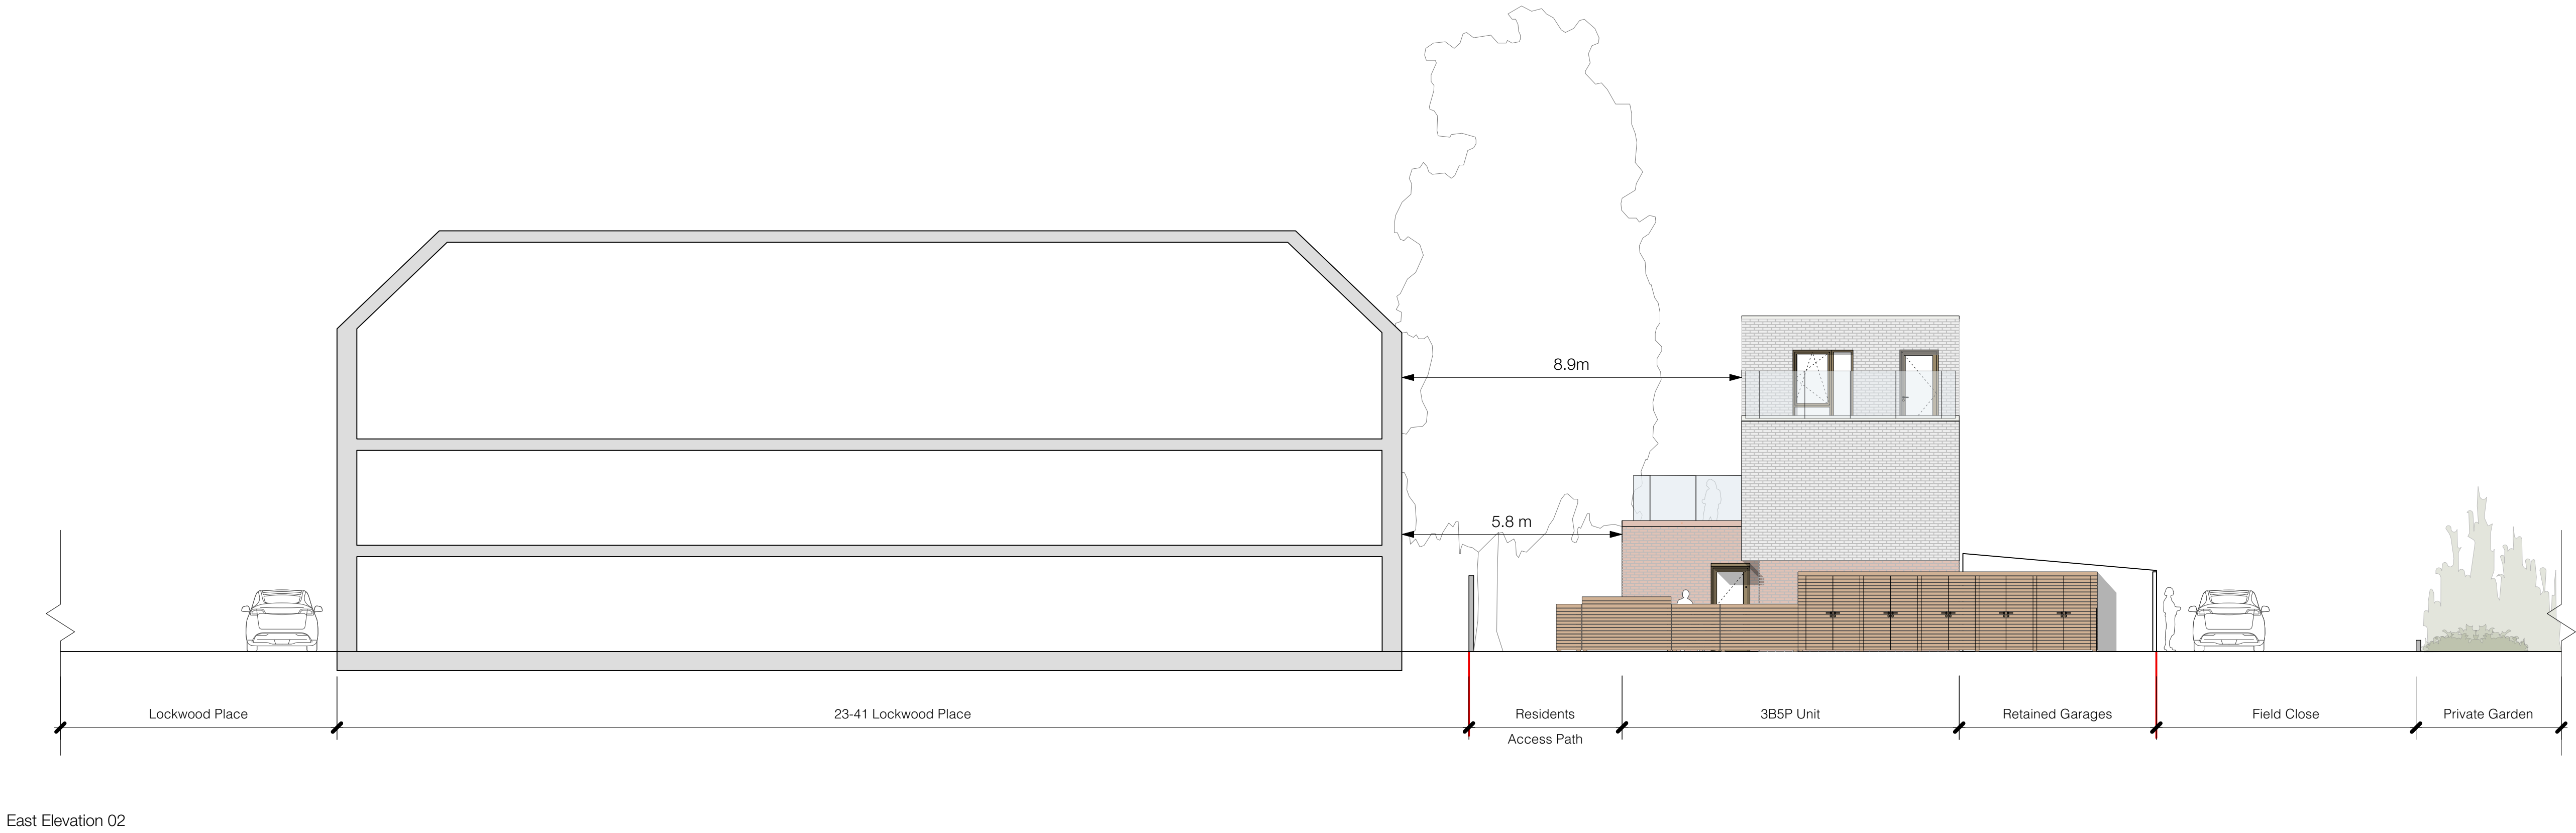 8.9m
5.8 m
Lockwood Place
23-41 Lockwood Place
Residents
Access Path
3B5P Unit
Retained Garages
Field Close
Private Garden
East Elevation 02